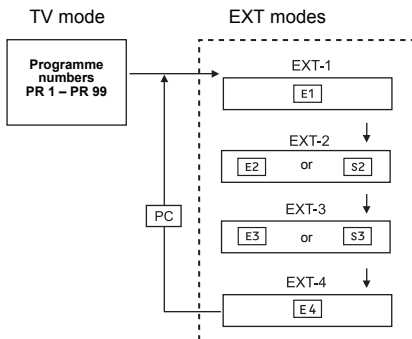 TV mode
EXT modes
Programme
numbers
PR 1 – PR 99
EXT-1
E1
EXT-2
E2 or S2
EXT-3
E3 or S3
PC
EXT-4
E4